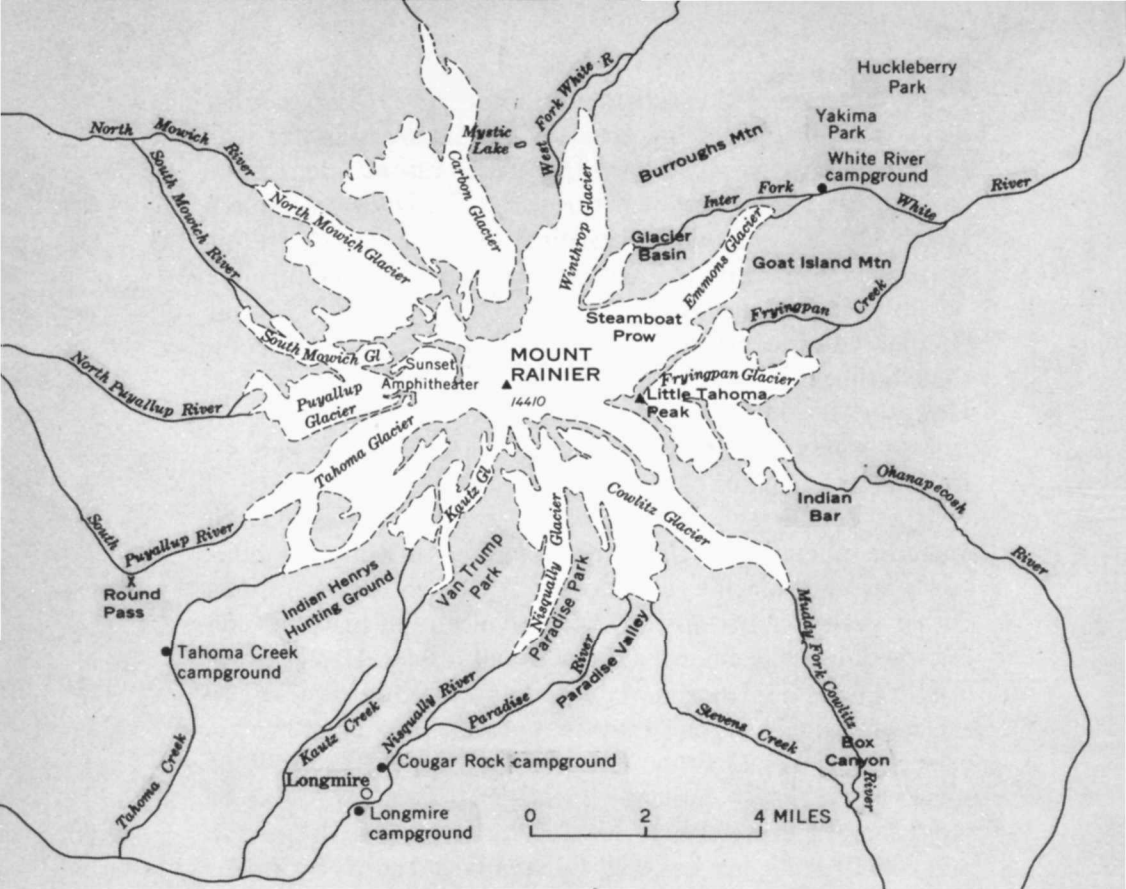 Huckleberry
Park
Yakima
Park
White River
campground
West Fork White R
Mystic
Lake
Burroughs Mtn
North Mowich River
South Mowich River
Carbon Glacier
North Mowich Glacier
Winthrop Glacier
Inter Fork
White River
Glacier
Basin
Emmons Glacier
Goat Island Mtn
Fryingpan Creek
Steamboat
Prow
South Mowich Gl
Sunset
Amphitheater
MOUNT
RAINIER
14410
Fryingpan Glacier
Little Tahoma
Peak
North Puyallup River
Puyallup
Glacier
Tahoma Glacier
Kautz Gl
Cowlitz Glacier
Indian
Bar
Ohanapecosh River
South Puyallup River
Round
Pass
Indian Henrys
Hunting Ground
Van Trump
Park
Nisqually Glacier
Paradise Park
Paradise Valley
Muddy Fork Cowlitz River
Tahoma Creek
campground
Tahoma Creek
Kautz Creek
Nisqually River
Paradise River
Stevens Creek
Box
Canyon
Longmire
Cougar Rock campground
Longmire
campground
0 2 4 MILES